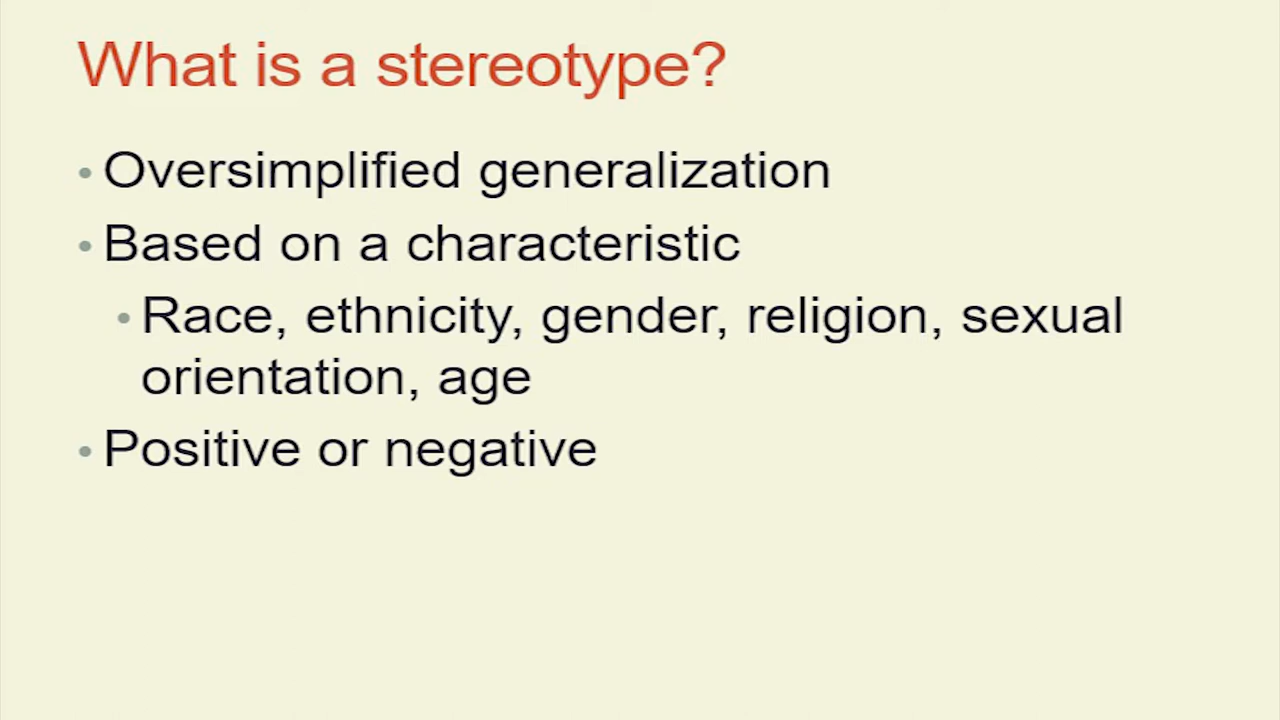 What is a stereotype?
• Oversimplified generalization
• Based on a characteristic
• Race, ethnicity, gender, religion, sexual
orientation, age
• Positive or negative